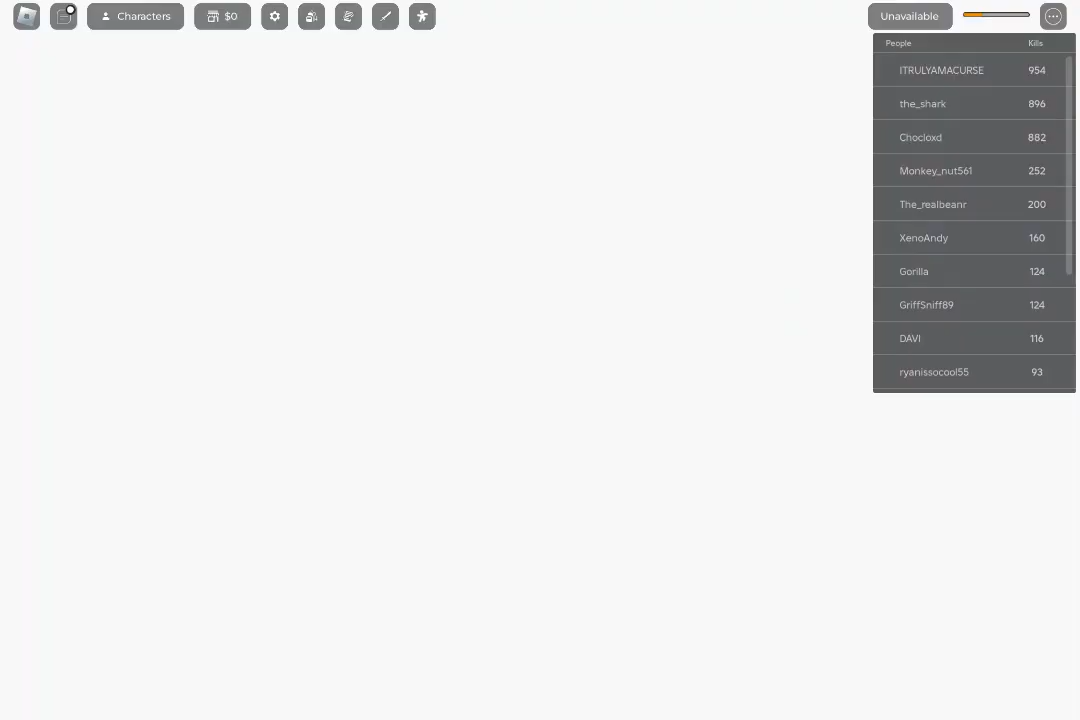 Characters
$0
Unavailable
People Kills
ITRULYAMACURSE 954
the_shark 896
Chocloxd 882
Monkey_nut561 252
The_realbeanr 200
XenoAndy 160
Gorilla 124
GriffSniff89 124
DAVI 116
ryanissocool55 93